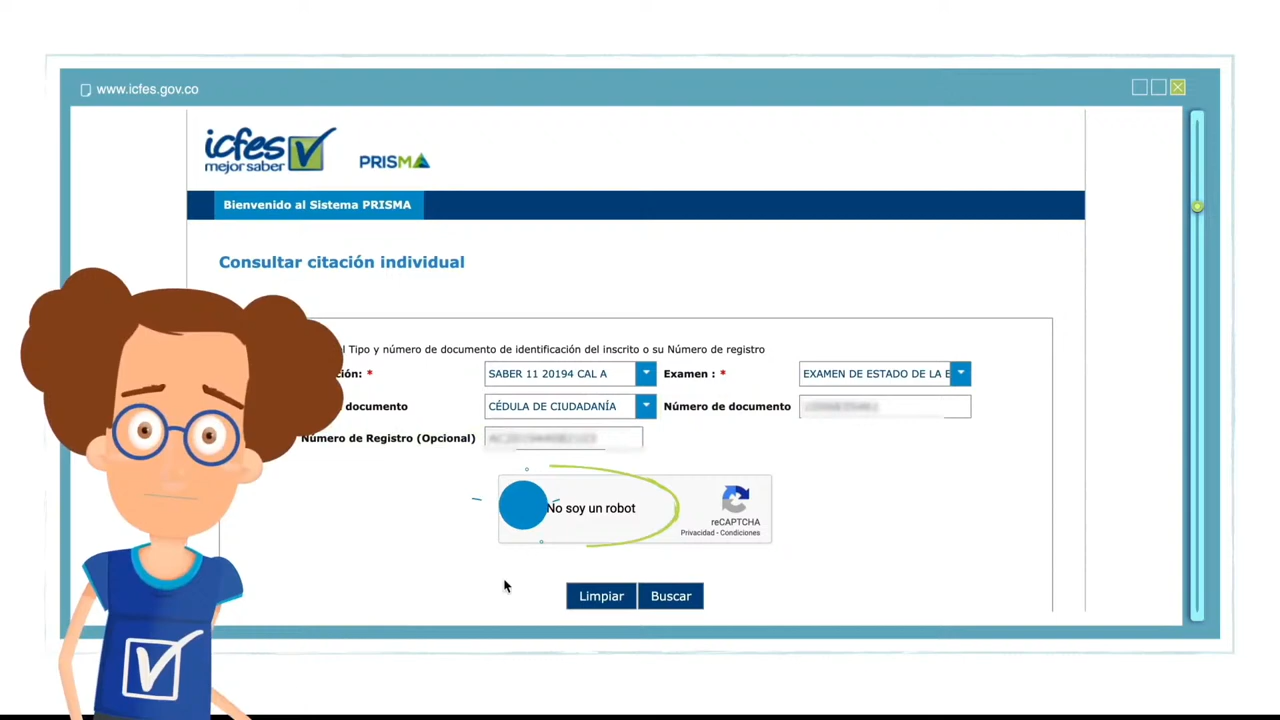 www.icfes.gov.co
icfes
mejor saber
PRISMA
Bienvenido al Sistema PRISMA
Consultar citación individual
l Tipo y número de documento de identificación del inscrito o su Número de registro
ión: * SABER 11 20194 CAL A Examen : * EXAMEN DE ESTADO DE LA E
documento CÉDULA DE CIUDADANÍA Número de documento
Número de Registro (Opcional)
No soy un robot
reCAPTCHA
Privacidad - Condiciones
Limpiar Buscar